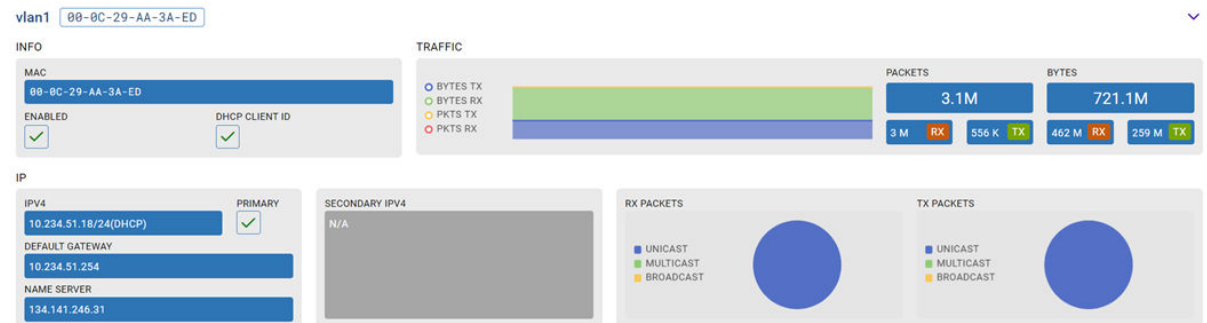 vlan1 00-0C-29-AA-3A-ED
INFO
MAC
00-0C-29-AA-3A-ED
ENABLED DHCP CLIENT ID
TRAFFIC
BYTES TX
BYTES RX
PKTS TX
PKTS RX
PACKETS
3.1M
3 M RX 556 K TX
BYTES
721.1M
462 M RX 259 M TX
IP
IPV4 PRIMARY
10.234.51.18/24(DHCP)
DEFAULT GATEWAY
10.234.51.254
NAME SERVER
134.141.246.31
SECONDARY IPV4
N/A
RX PACKETS
UNICAST
MULTICAST
BROADCAST
TX PACKETS
UNICAST
MULTICAST
BROADCAST